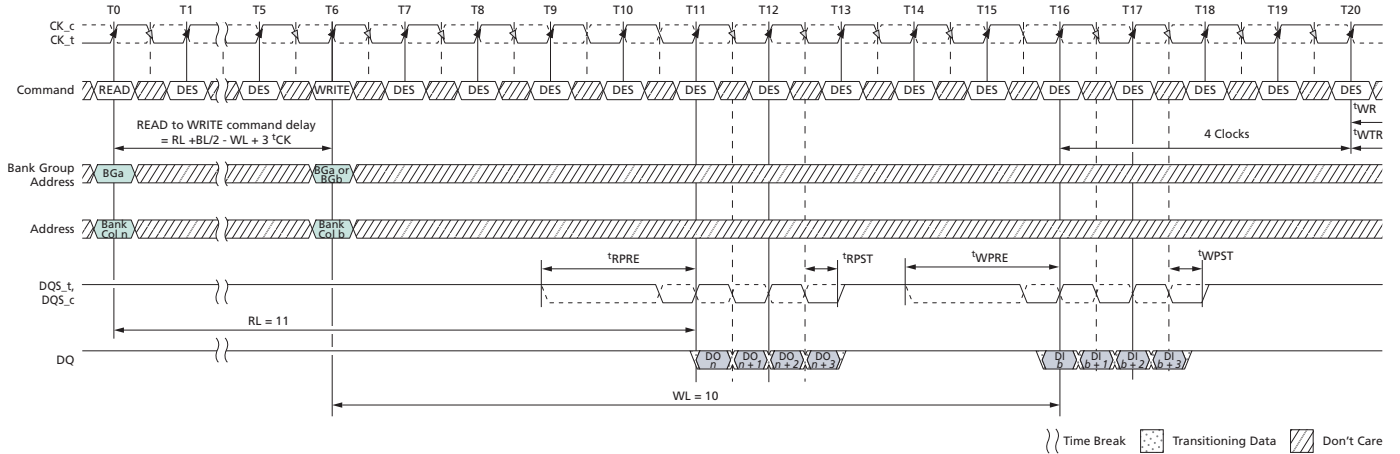 T0 T1 T5 T6 T7 T8 T9 T10 T11 T12 T13 T14 T15 T16 T17 T18 T19 T20
CK_c
CK_t
Command READ DES DES WRITE DES DES DES DES DES DES DES DES DES DES DES DES DES DES
tWR
READ to WRITE command delay
= RL +BL/2 - WL + 3 tCK
4 Clocks
tWTR
Bank Group
Address
BGa
BGa or
BGb
Address
Bank
Col n
Bank
Col b
tRPRE tRPST tWPRE tWPST
DQS_t,
DQS_c
RL = 11
DQ
DO
n
DO
n + 1
DO
n + 2
DO
n + 3
DI
b
DI
b + 1
DI
b + 2
DI
b + 3
WL = 10
Time Break Transitioning Data Don't Care